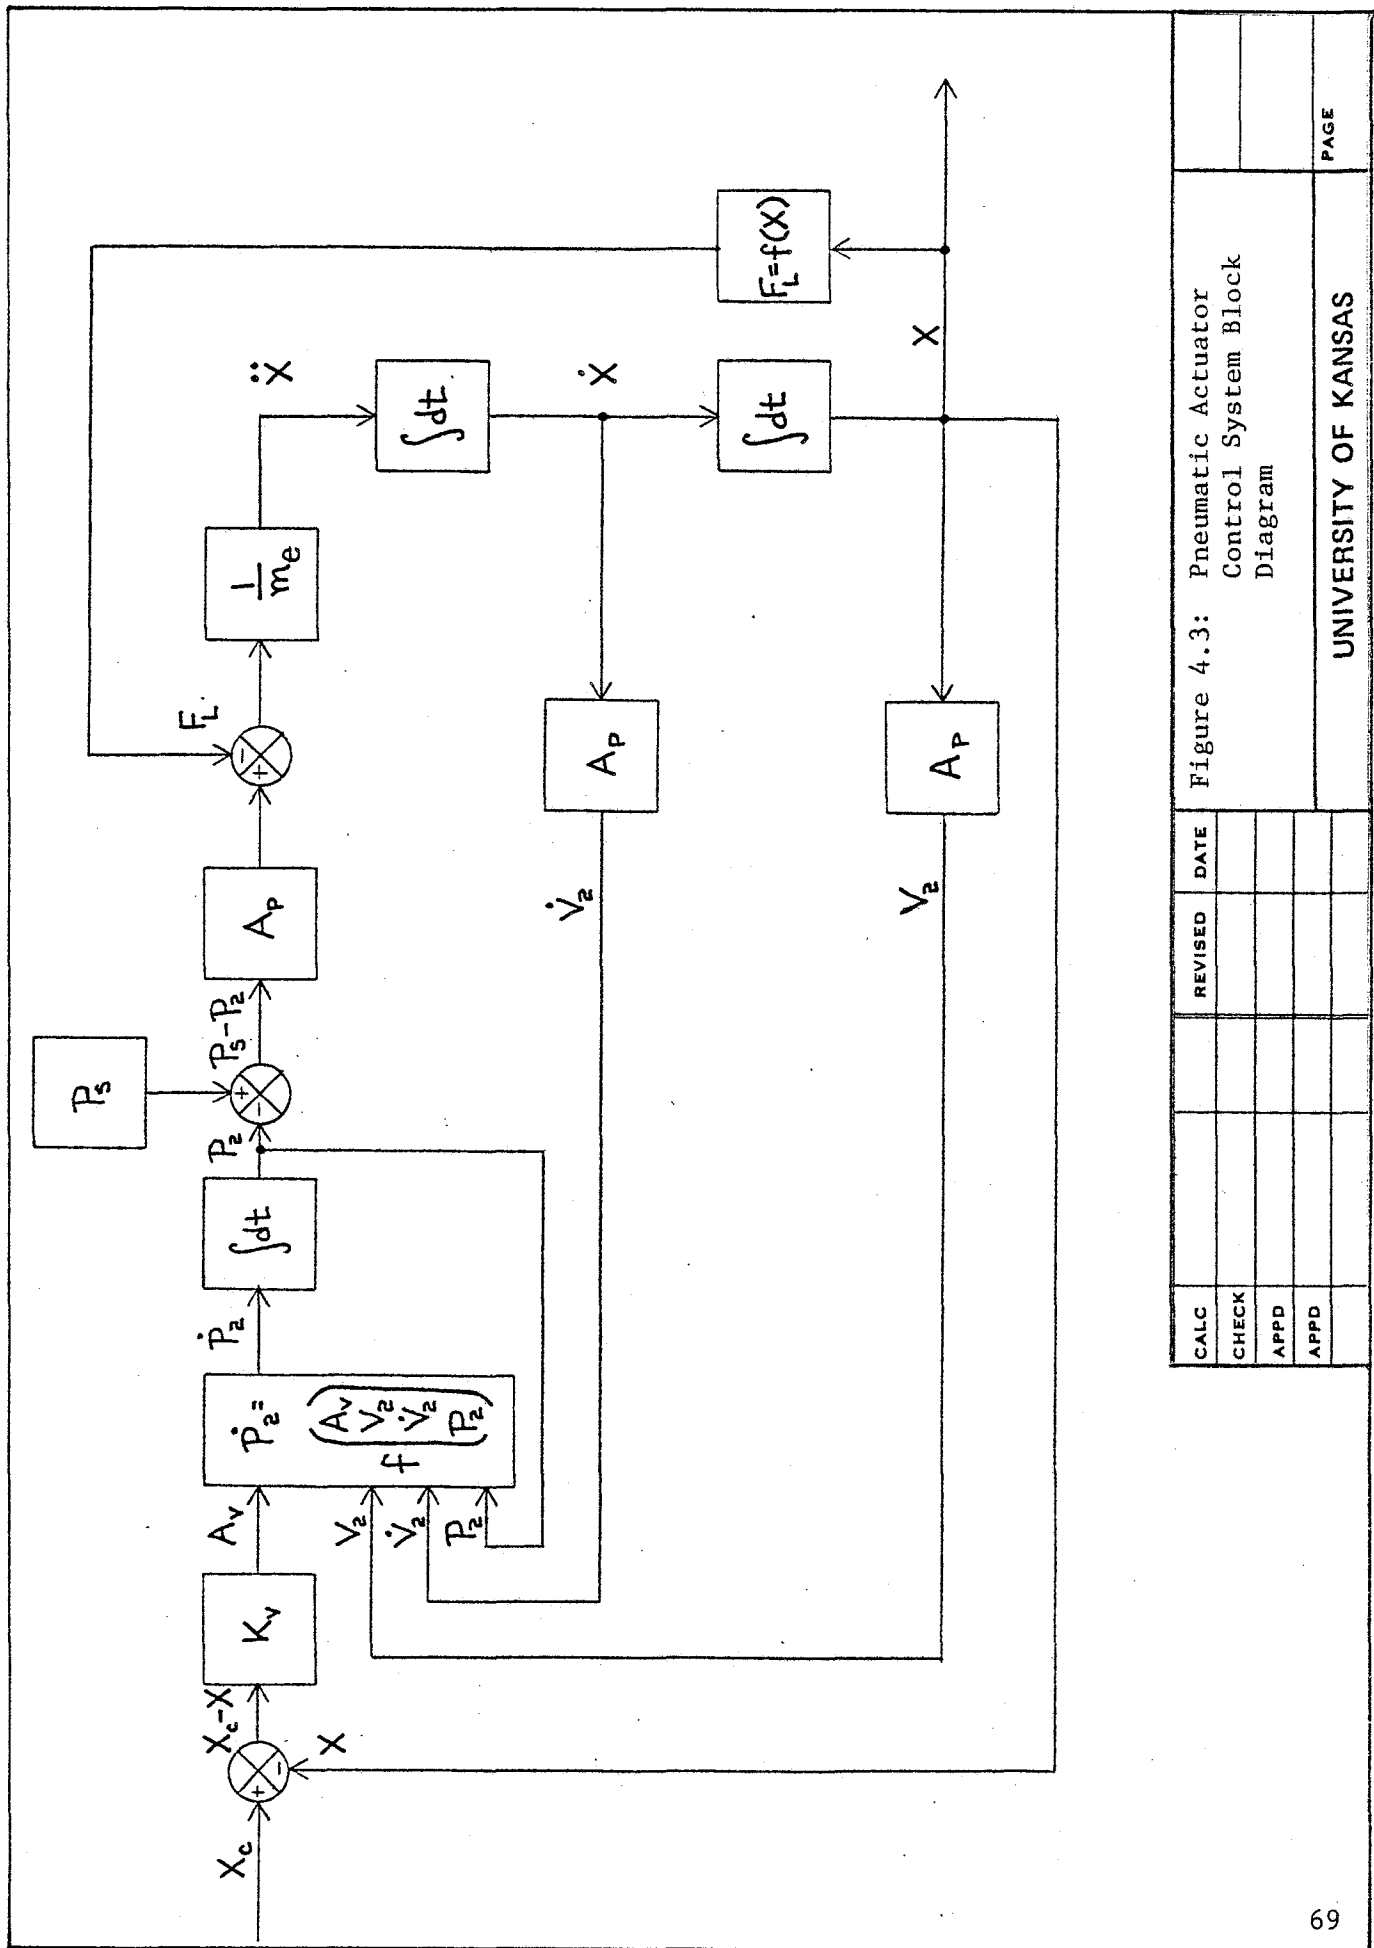 X_c
X_c-X
X
K_v
A_v
V_2
V̇_2
P_2
Ṗ_2=
f(A_v V_2 V̇_2 P_2)
Ṗ_2
∫dt
P_2
P_s
P_s-P_2
A_P
F_L
1/m_e
Ẍ
∫dt
Ẋ
∫dt
X
F_L=f(X)
A_P
V̇_2
A_P
V_2
+
-
+
-
+
-
CALC
CHECK
APPD
APPD
REVISED DATE
Figure 4.3: Pneumatic Actuator
Control System Block
Diagram
UNIVERSITY OF KANSAS
PAGE
69